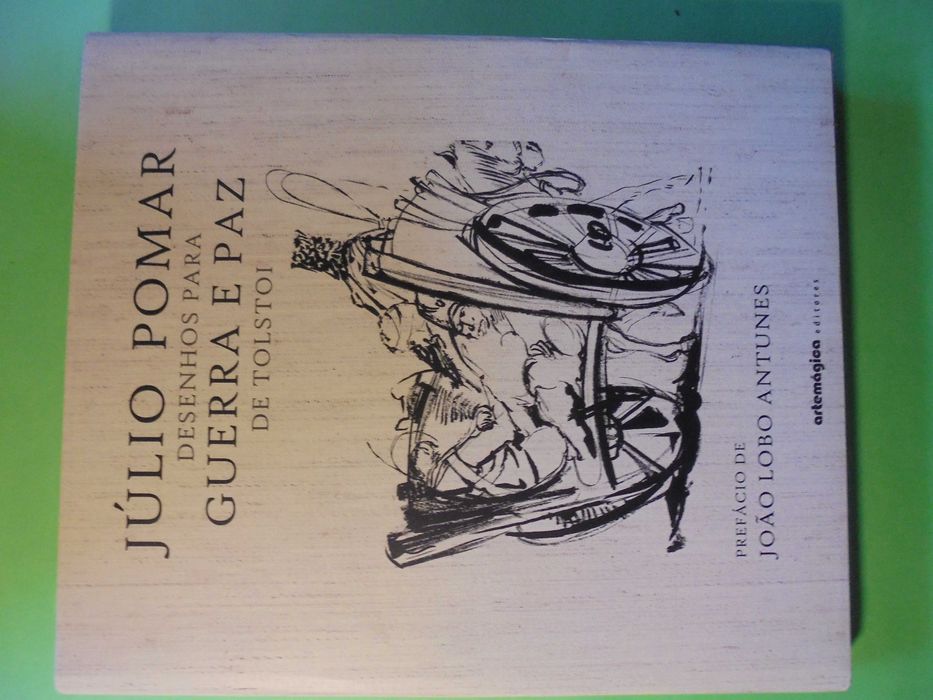 JÚLIO POMAR
DESENHOS PARA
GUERRA E PAZ
DE TOLSTOI
PREFÁCIO DE
JOÃO LOBO ANTUNES
artemágica editores